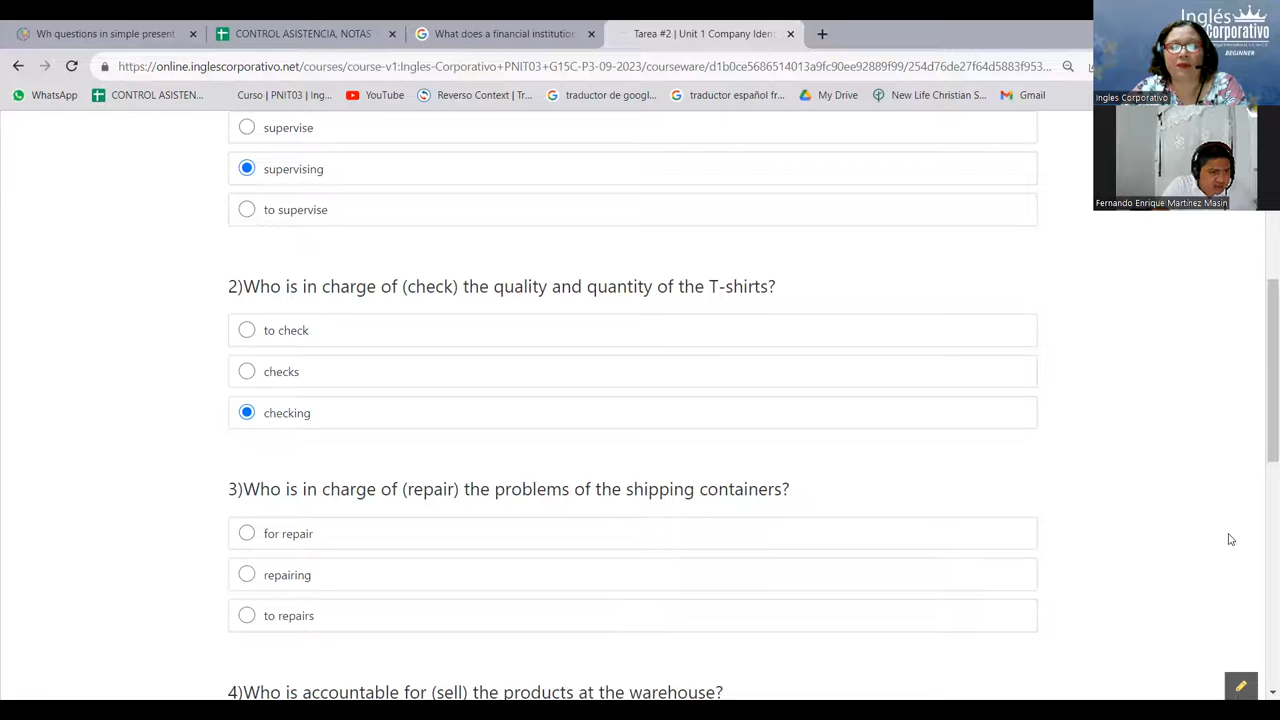 Wh questions in simple present
CONTROL ASISTENCIA, NOTAS
What does a financial institution
Tarea #2 | Unit 1 Company Iden
https://online.inglescorporativo.net/courses/course-v1:Ingles-Corporativo+PNIT03+G15C-P3-09-2023/courseware/d1b0ce5686514013a9fc90ee92889f99/254d76de27f64d5883f953...
WhatsApp
CONTROL ASISTEN...
Curso | PNIT03 | Ing...
YouTube
Context | Tr...
traductor de googl...
traductor español fr...
My Drive
New Life Christian S...
Gmail
Inglés
Corporativo
BEGINNER
Ingles Corporativo
Fernando Enrique Martínez Masin
supervise
supervising
to supervise
2)Who is in charge of (check) the quality and quantity of the T-shirts?
to check
checks
checking
3)Who is in charge of (repair) the problems of the shipping containers?
for repair
repairing
to repairs
4)Who is accountable for (sell) the products at the warehouse?